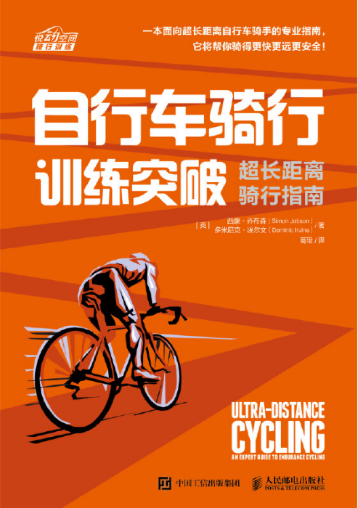 悦动空间
骑行训练
一本面向超长距离自行车骑手的专业指南，
它将帮你骑得更快更远更安全！
自行车骑行
训练突破
超长距离
骑行指南
[英] 西蒙·乔布森（Simon Jobson） 著
多米尼克·埃尔文（Dominic Irvine）
译
ULTRA-DISTANCE
CYCLING
AN EXPERT GUIDE TO ENDURANCE CYCLING
中国工信出版集团
人民邮电出版社
POSTS & TELECOM PRESS